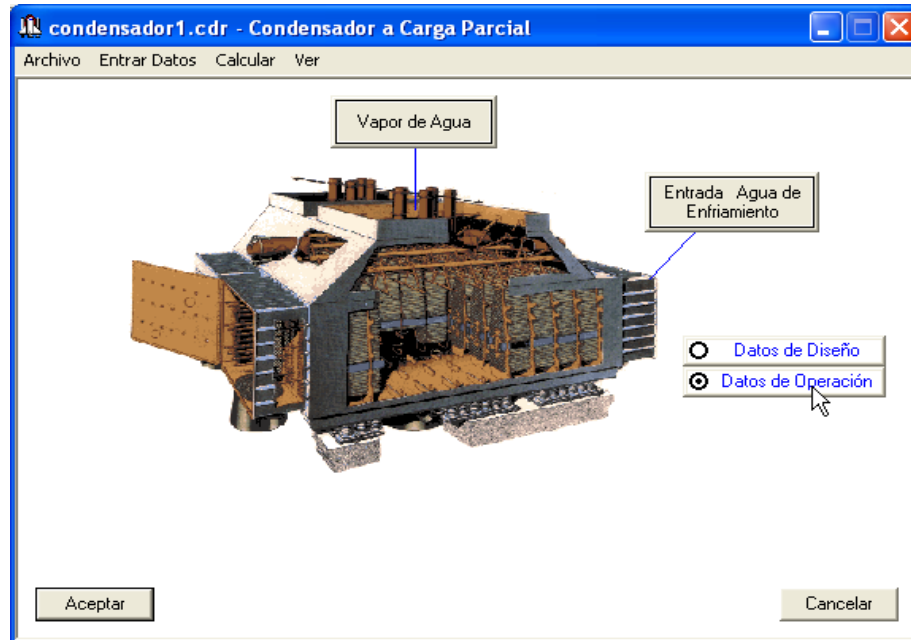 condensador1.cdr - Condensador a Carga Parcial
Archivo Entrar Datos Calcular Ver
Vapor de Agua
Entrada Agua de
Enfriamiento
Datos de Diseño
Datos de Operación
Aceptar
Cancelar